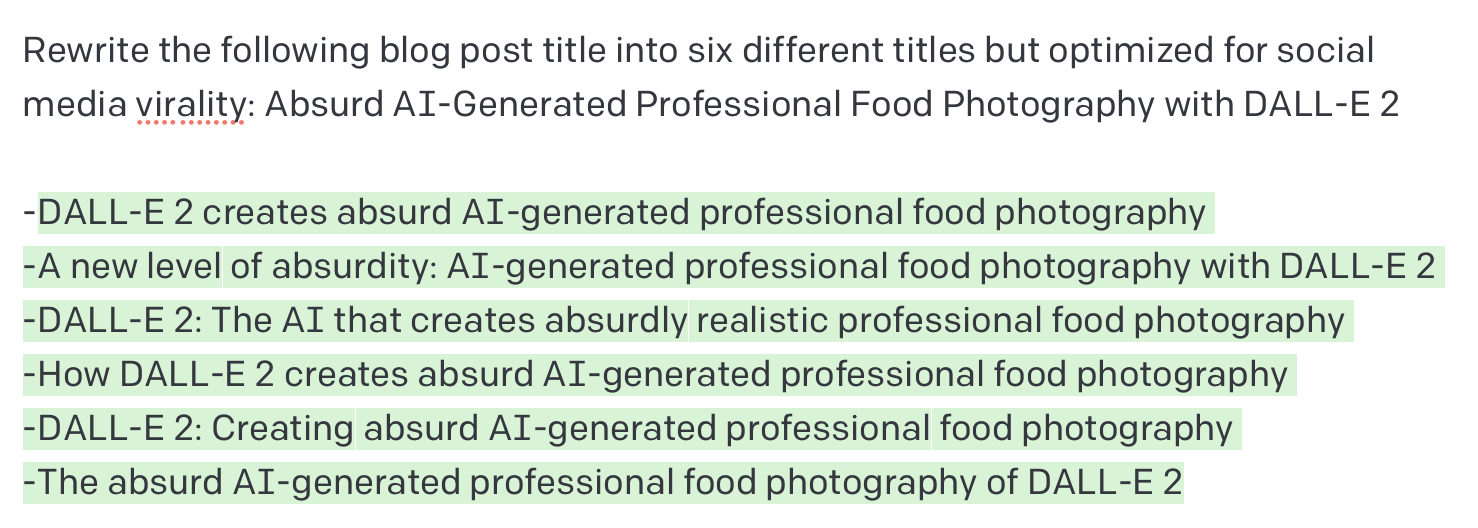 Rewrite the following blog post title into six different titles but optimized for social
media virality: Absurd AI-Generated Professional Food Photography with DALL-E 2
-DALL-E 2 creates absurd AI-generated professional food photography
-A new level of absurdity: AI-generated professional food photography with DALL-E 2
-DALL-E 2: The AI that creates absurdly realistic professional food photography
-How DALL-E 2 creates absurd AI-generated professional food photography
-DALL-E 2: Creating absurd AI-generated professional food photography
-The absurd AI-generated professional food photography of DALL-E 2